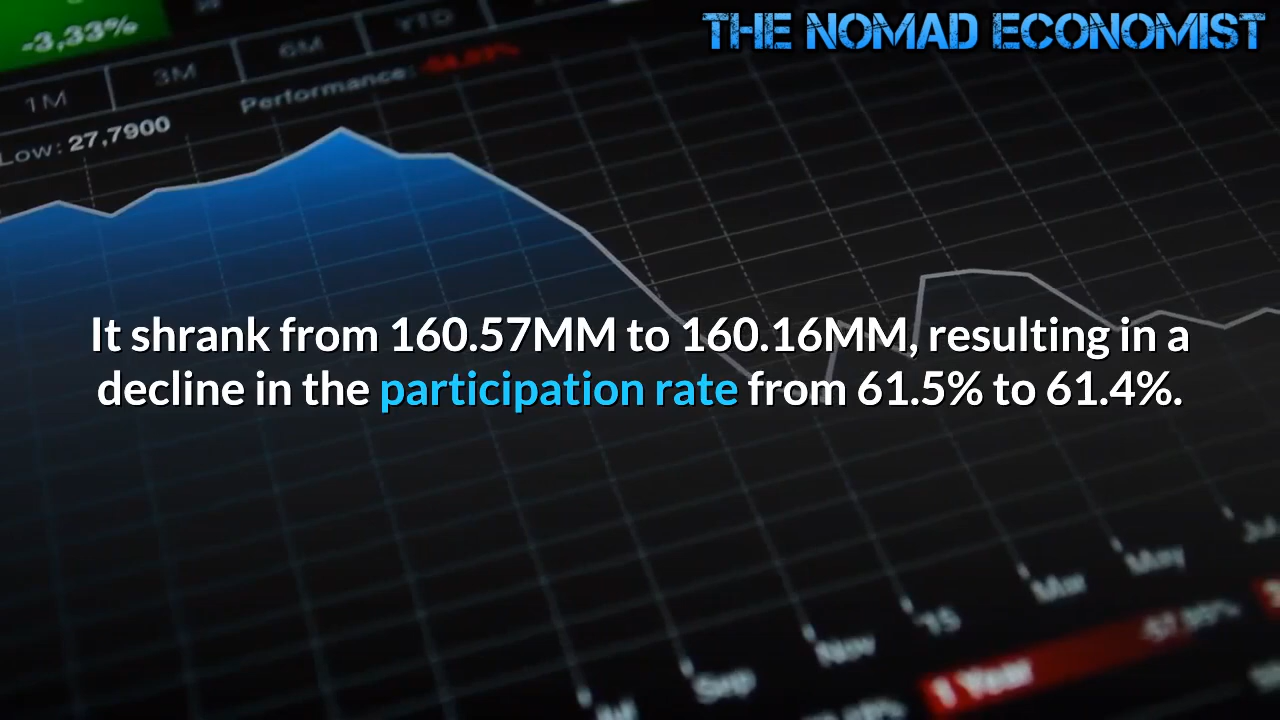 -3,33%
THE NOMAD ECONOMIST
1M
3M
6M
YTD
Low: 27,7900
Performance:
It shrank from 160.57MM to 160.16MM, resulting in a
decline in the participation rate from 61.5% to 61.4%.
Jul
Sep
Nov
'15
Mar
May
1 Year